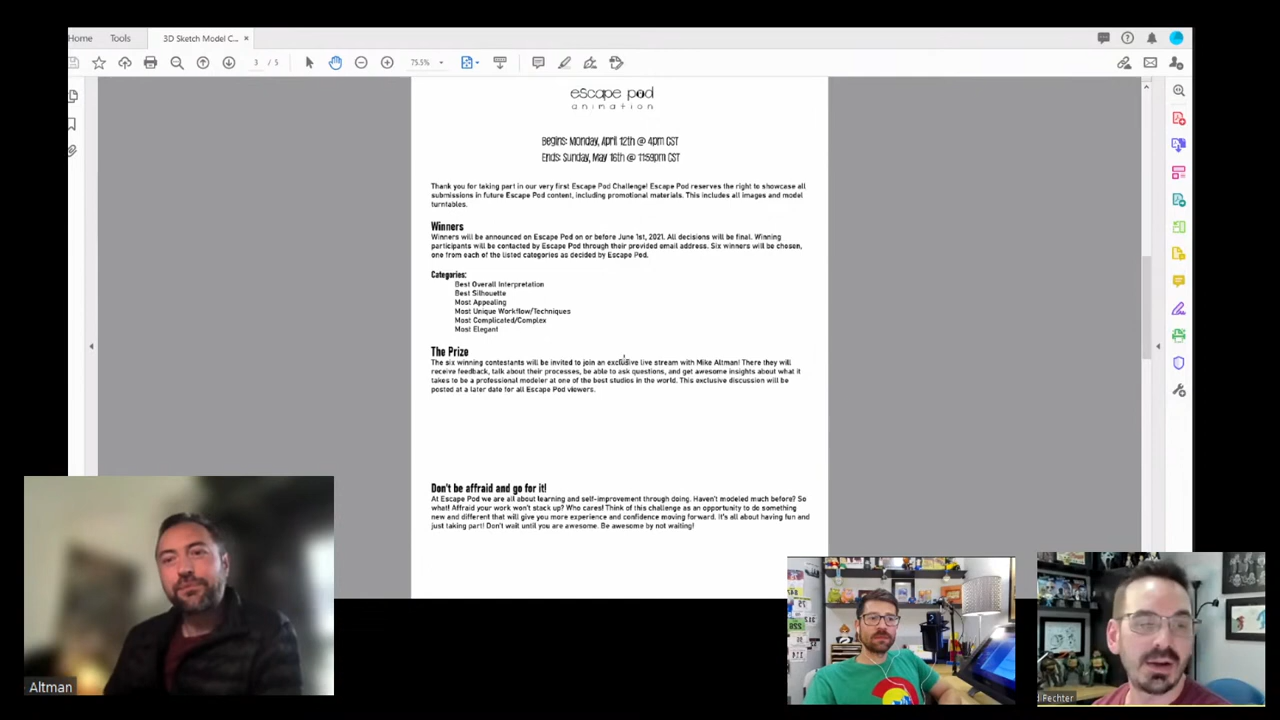 Home
Tools
3D Sketch Model C... ×
3 / 5
75.5%
escape pod
animation
Begins: Monday, April 12th @ 4pm CST
Ends: Sunday, May 16th @ 11:59pm CST
Thank you for taking part in our very first Escape Pod Challenge! Escape Pod reserves the right to showcase all
submissions in future Escape Pod content, including promotional materials. This includes all images and model
turntables.
Winners
Winners will be announced on Escape Pod on or before June 1st, 2021. All decisions will be final. Winning
participants will be contacted by Escape Pod through their provided email address. Six winners will be chosen,
one from each of the listed categories as decided by Escape Pod.
Categories:
Best Overall Interpretation
Best Silhouette
Most Appealing
Most Unique Workflow/Techniques
Most Complicated/Complex
Most Elegant
The Prize
The six winning contestants will be invited to join an exclusive live stream with Mike Altman! There they will
receive feedback, talk about their processes, be able to ask questions, and get awesome insights about what it
takes to be a professional modeler at one of the best studios in the world. This exclusive discussion will be
posted at a later date for all Escape Pod viewers.
Don't be affraid and go for it!
At Escape Pod we are all about learning and self-improvement through doing. Haven't modeled much before? So
what! Affraid your work won't stack up? Who cares! Think of this challenge as an opportunity to do something
new and different that will give you more experience and confidence moving forward. It's all about having fun and
just taking part! Don't wait until you are awesome. Be awesome by not waiting!
Altman
Fechter